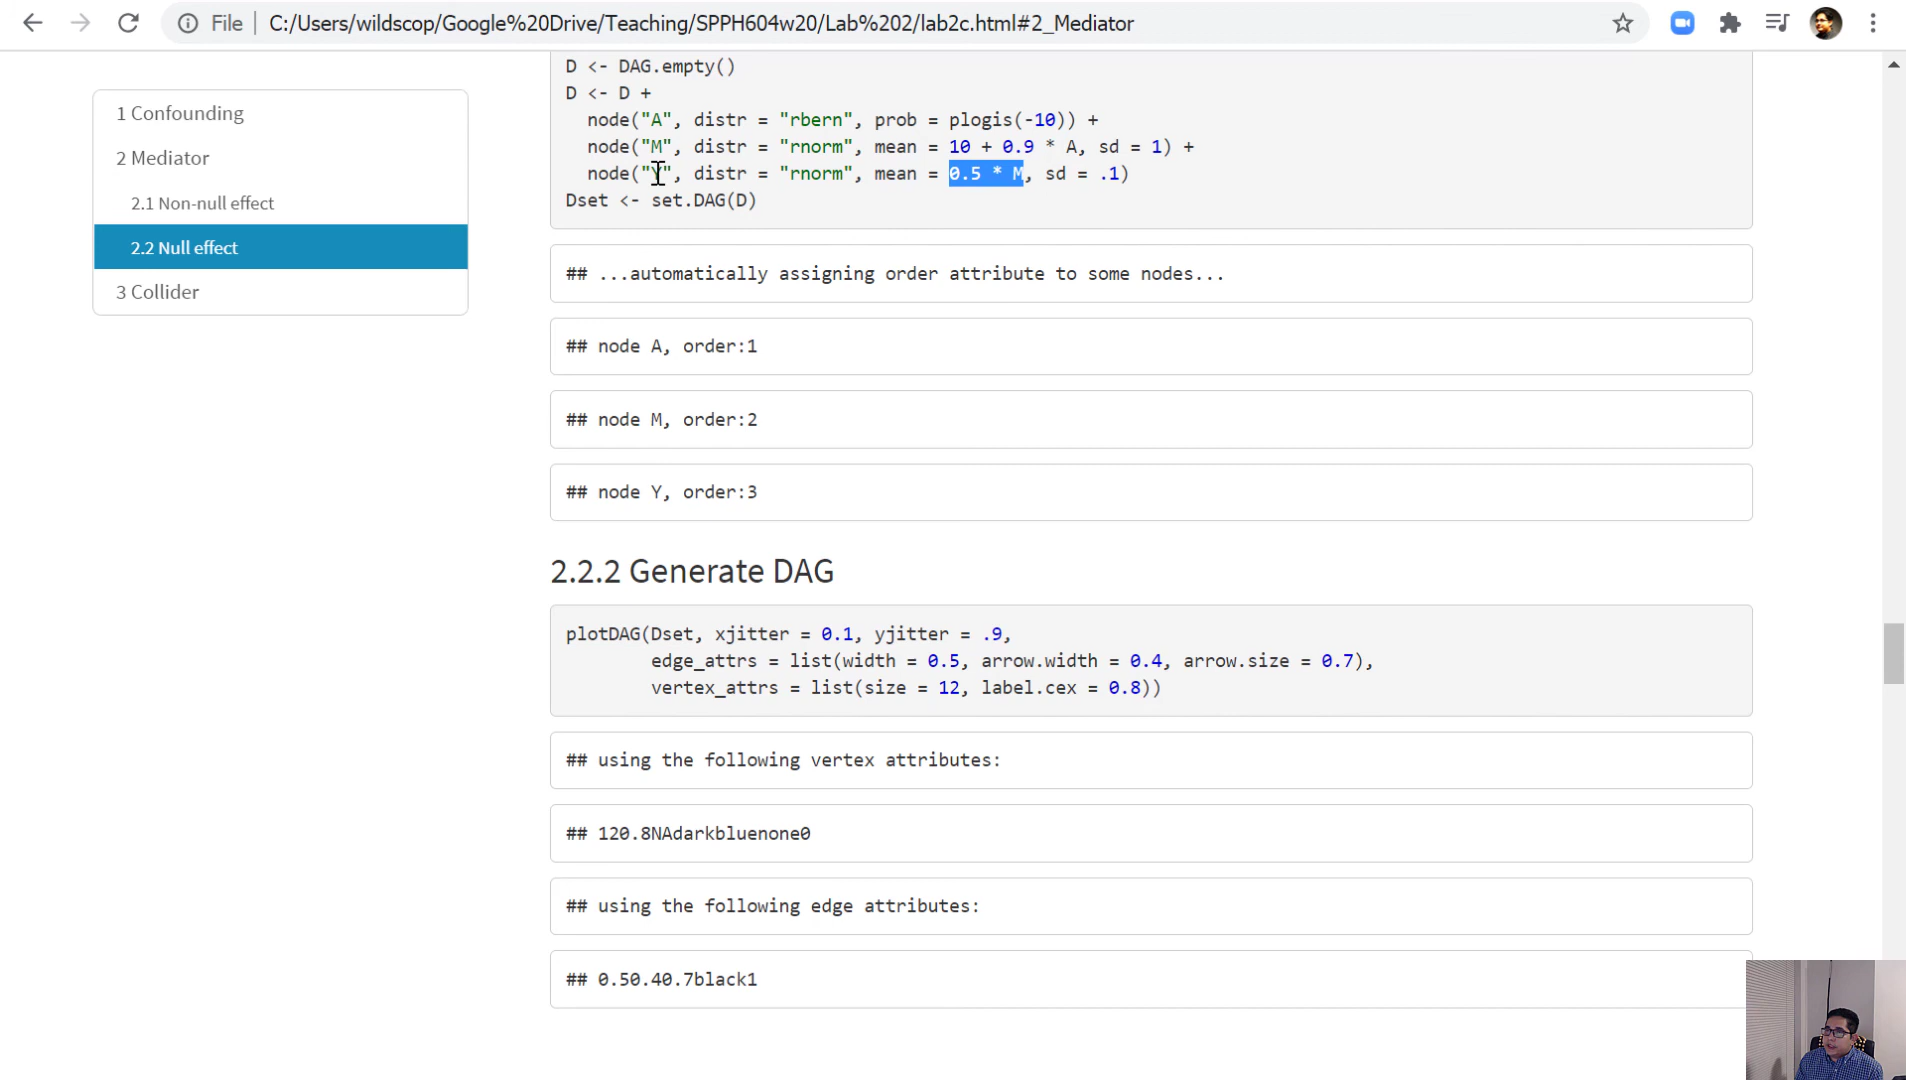 File C:/Users/wildscop/Google%20Drive/Teaching/SPPH604w20/Lab%202/lab2c.html#2_Mediator
1 Confounding
2 Mediator
2.1 Non-null effect
2.2 Null effect
3 Collider
D <- DAG.empty()
D <- D +
node("A", distr = "rbern", prob = plogis(-10)) +
node("M", distr = "rnorm", mean = 10 + 0.9 * A, sd = 1) +
node("Y", distr = "rnorm", mean = 0.5 * M, sd = .1)
Dset <- set.DAG(D)
## ...automatically assigning order attribute to some nodes...
## node A, order:1
## node M, order:2
## node Y, order:3
2.2.2 Generate DAG
plotDAG(Dset, xjitter = 0.1, yjitter = .9,
edge_attrs = list(width = 0.5, arrow.width = 0.4, arrow.size = 0.7),
vertex_attrs = list(size = 12, label.cex = 0.8))
## using the following vertex attributes:
## 120.8NAdarkbluenone0
## using the following edge attributes:
## 0.50.40.7black1